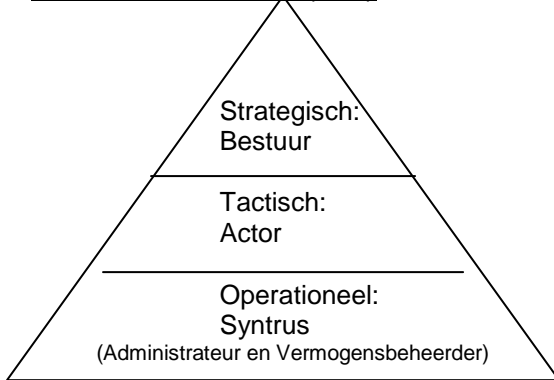 Strategisch:
Bestuur
Tactisch:
Actor
Operationeel:
Syntrus
(Administrateur en Vermogensbeheerder)